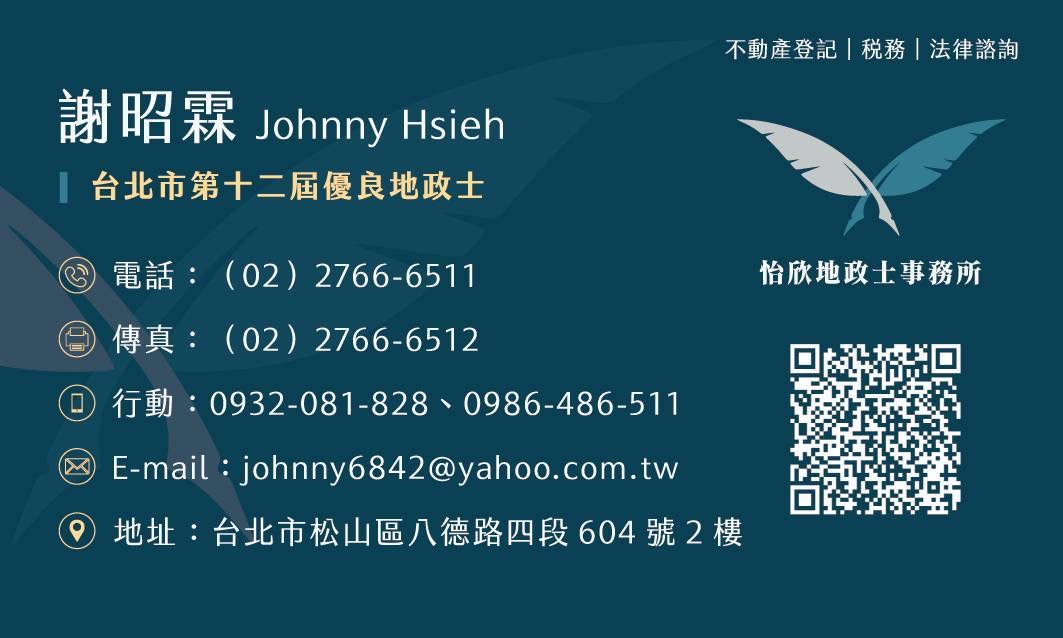 不動產登記｜税務｜法律諮詢
謝昭霖 Johnny Hsieh
台北市第十二屆優良地政士
電話：（02）2766-6511
傳真：（02）2766-6512
行動：0932-081-828、0986-486-511
E-mail：johnny6842@yahoo.com.tw
地址：台北市松山區八德路四段 604 號 2 樓
怡欣地政士事務所